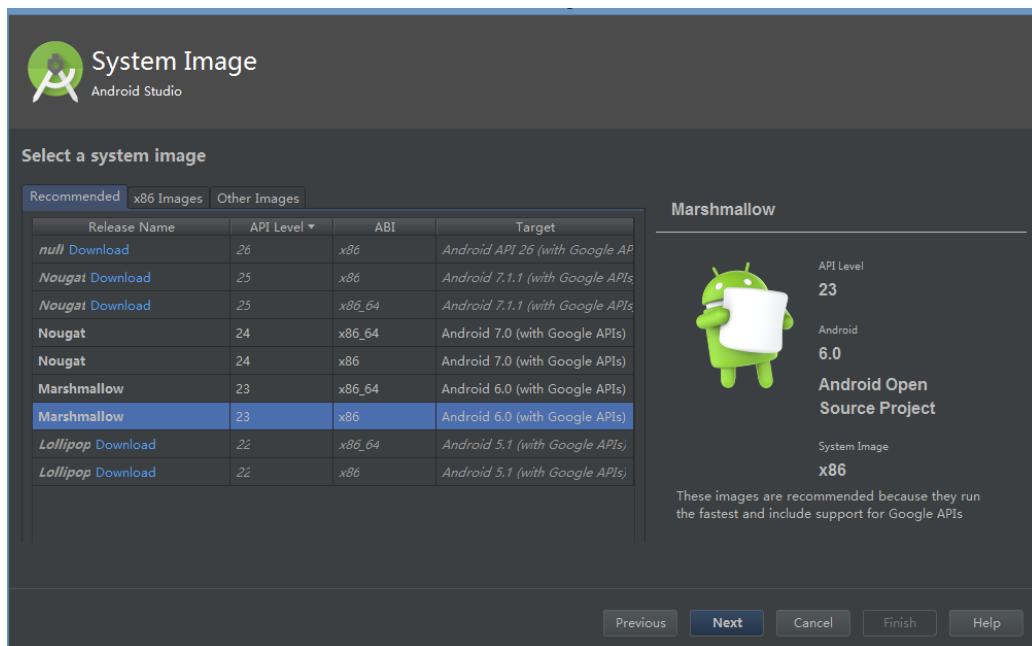 System Image
Android Studio
Select a system image
Recommended x86 Images Other Images
Release Name API Level ABI Target
null Download 26 x86 Android API 26 (with Google AP
Nougat Download 25 x86 Android 7.1.1 (with Google APIs
Nougat Download 25 x86_64 Android 7.1.1 (with Google APIs
Nougat 24 x86_64 Android 7.0 (with Google APIs)
Nougat 24 x86 Android 7.0 (with Google APIs)
Marshmallow 23 x86_64 Android 6.0 (with Google APIs)
Marshmallow 23 x86 Android 6.0 (with Google APIs)
Lollipop Download 22 x86_64 Android 5.1 (with Google APIs)
Lollipop Download 22 x86 Android 5.1 (with Google APIs)
Marshmallow
API Level
23
Android
6.0
Android Open
Source Project
System Image
x86
These images are recommended because they run
the fastest and include support for Google APIs
Previous Next Cancel Finish Help